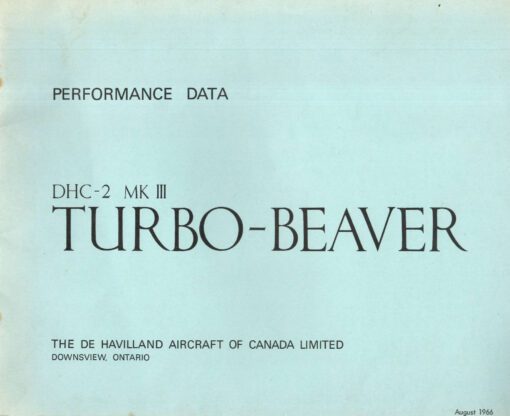 PERFORMANCE DATA
DHC-2 MK III
TURBO-BEAVER
THE DE HAVILLAND AIRCRAFT OF CANADA LIMITED
DOWNSVIEW, ONTARIO
August 1966